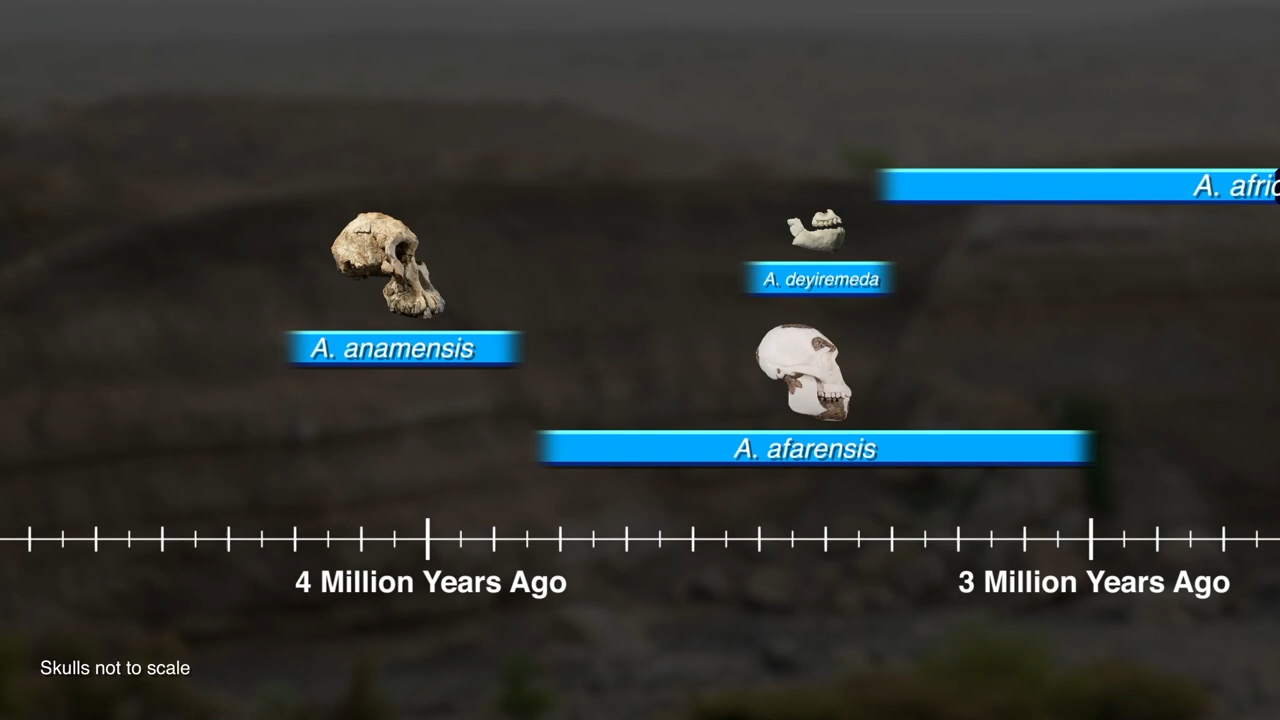 A. afric
A. deyiremeda
A. anamensis
A. afarensis
4 Million Years Ago
3 Million Years Ago
Skulls not to scale